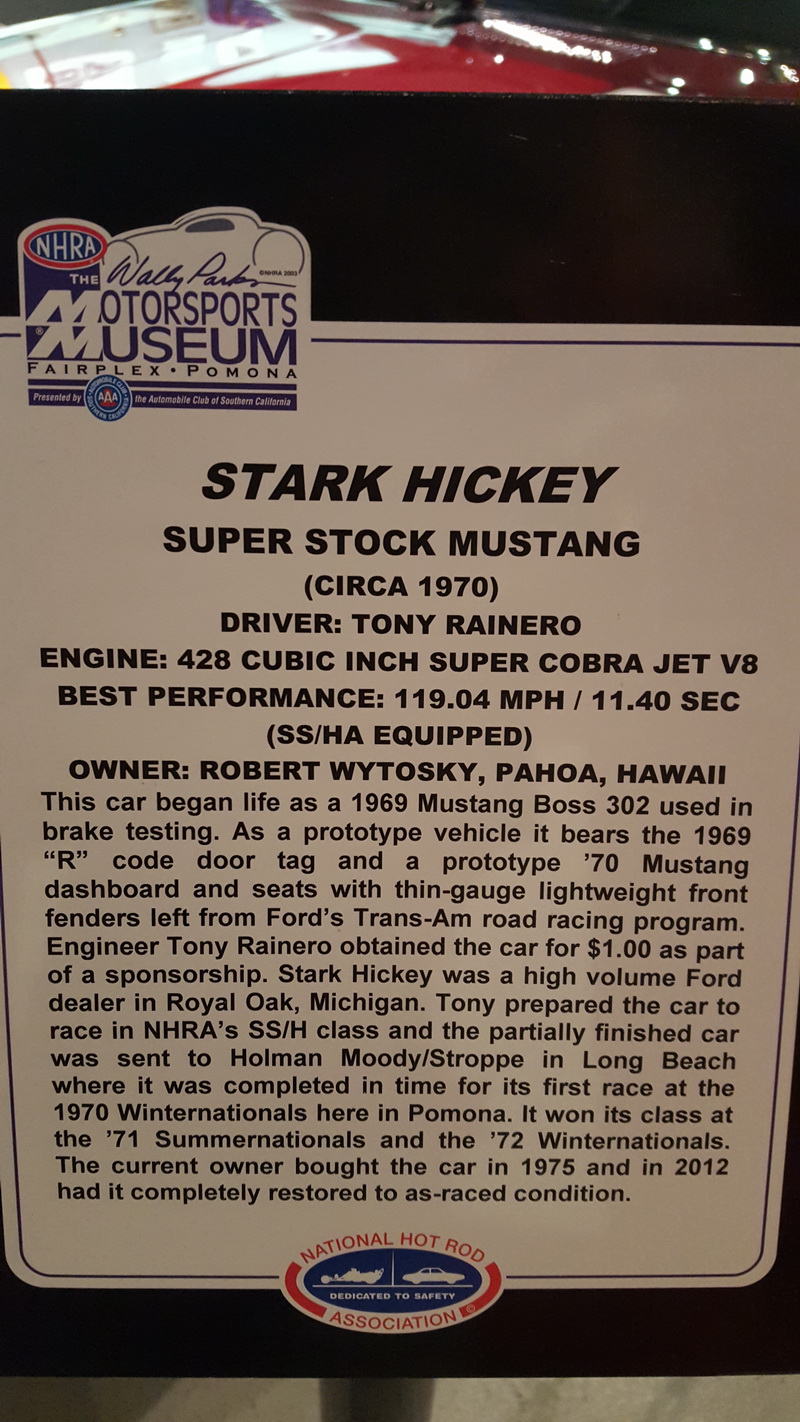 NHRA
THE Wally Parks
©NHRA 2003
MOTORSPORTS
® MUSEUM
FAIRPLEX • POMONA
Presented by AAA the Automobile Club of Southern California
AUTOMOBILE CLUB OF SOUTHERN CALIFORNIA
STARK HICKEY
SUPER STOCK MUSTANG
(CIRCA 1970)
DRIVER: TONY RAINERO
ENGINE: 428 CUBIC INCH SUPER COBRA JET V8
BEST PERFORMANCE: 119.04 MPH / 11.40 SEC
(SS/HA EQUIPPED)
OWNER: ROBERT WYTOSKY, PAHOA, HAWAII
This car began life as a 1969 Mustang Boss 302 used in
brake testing. As a prototype vehicle it bears the 1969
“R” code door tag and a prototype ’70 Mustang
dashboard and seats with thin-gauge lightweight front
fenders left from Ford’s Trans-Am road racing program.
Engineer Tony Rainero obtained the car for $1.00 as part
of a sponsorship. Stark Hickey was a high volume Ford
dealer in Royal Oak, Michigan. Tony prepared the car to
race in NHRA’s SS/H class and the partially finished car
was sent to Holman Moody/Stroppe in Long Beach
where it was completed in time for its first race at the
1970 Winternationals here in Pomona. It won its class at
the ’71 Summernationals and the ’72 Winternationals.
The current owner bought the car in 1975 and in 2012
had it completely restored to as-raced condition.
NATIONAL HOT ROD
DEDICATED TO SAFETY
ASSOCIATION ©